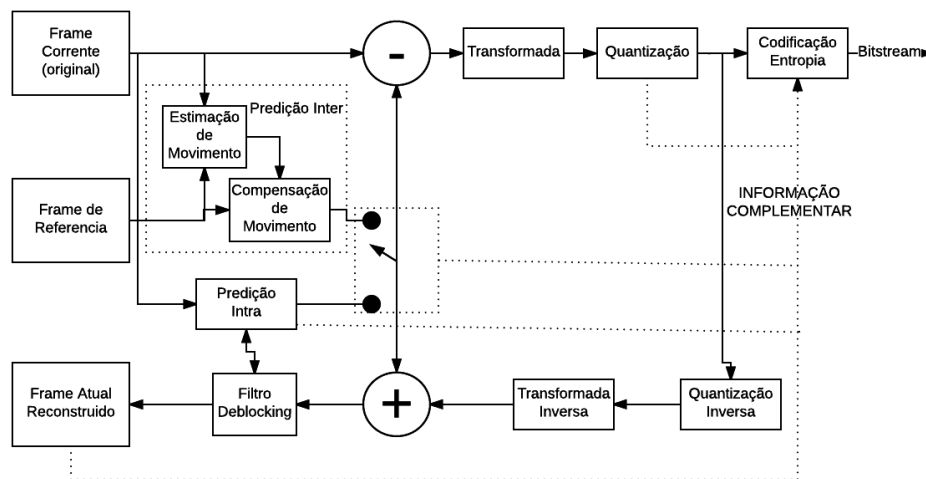 Frame
Corrente
(original)
-
Transformada
Quantização
Codificação
Entropia
Bitstream
Predição Inter
Estimação
de
Movimento
Compensação
de
Movimento
Frame de
Referencia
INFORMAÇÃO
COMPLEMENTAR
Predição
Intra
Frame Atual
Reconstruido
Filtro
Deblocking
+
Transformada
Inversa
Quantização
Inversa